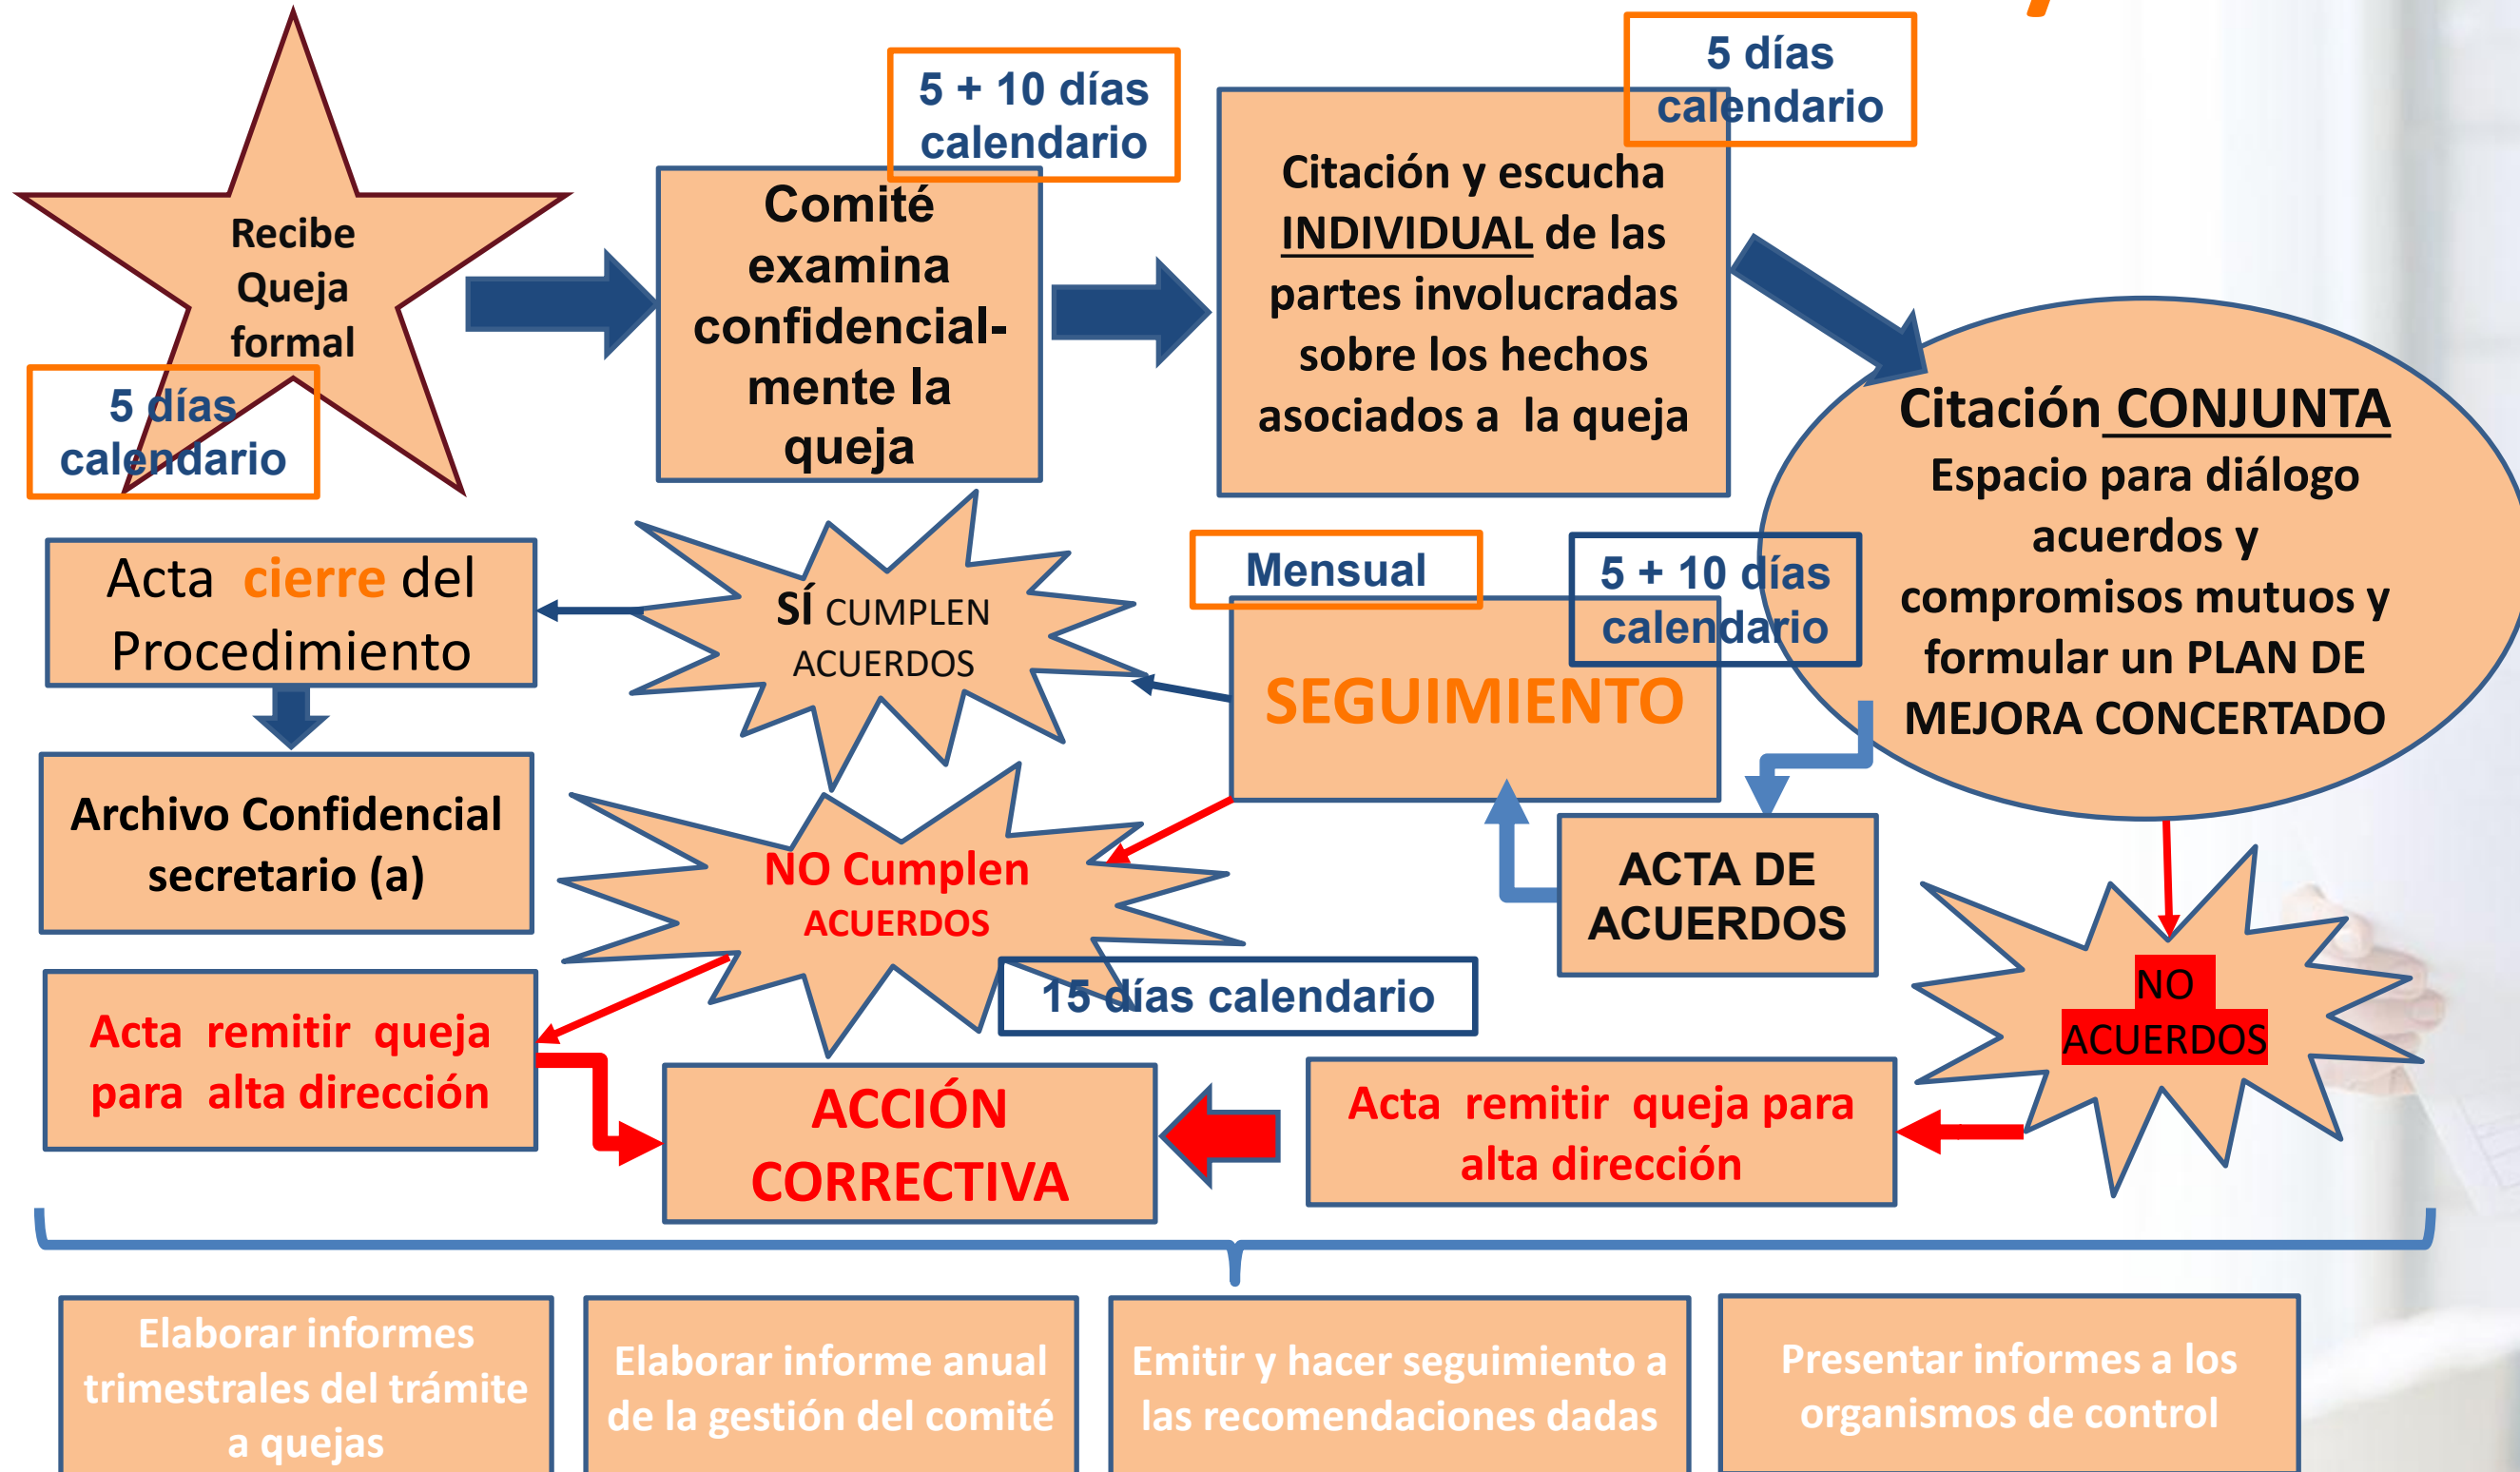 Recibe
Queja
formal
5 días
calendario
5 + 10 días
calendario
Comité
examina
confidencial-
mente la
queja
5 días
calendario
Citación y escucha
INDIVIDUAL de las
partes involucradas
sobre los hechos
asociados a la queja
Citación CONJUNTA
Espacio para diálogo
acuerdos y
compromisos mutuos y
formular un PLAN DE
MEJORA CONCERTADO
5 + 10 días
calendario
Mensual
SEGUIMIENTO
SÍ CUMPLEN
ACUERDOS
Acta cierre del
Procedimiento
Archivo Confidencial
secretario (a)
NO Cumplen
ACUERDOS
ACTA DE
ACUERDOS
NO
ACUERDOS
15 días calendario
Acta remitir queja
para alta dirección
ACCIÓN
CORRECTIVA
Acta remitir queja para
alta dirección
Elaborar informes
trimestrales del trámite
a quejas
Elaborar informe anual
de la gestión del comité
Emitir y hacer seguimiento a
las recomendaciones dadas
Presentar informes a los
organismos de control